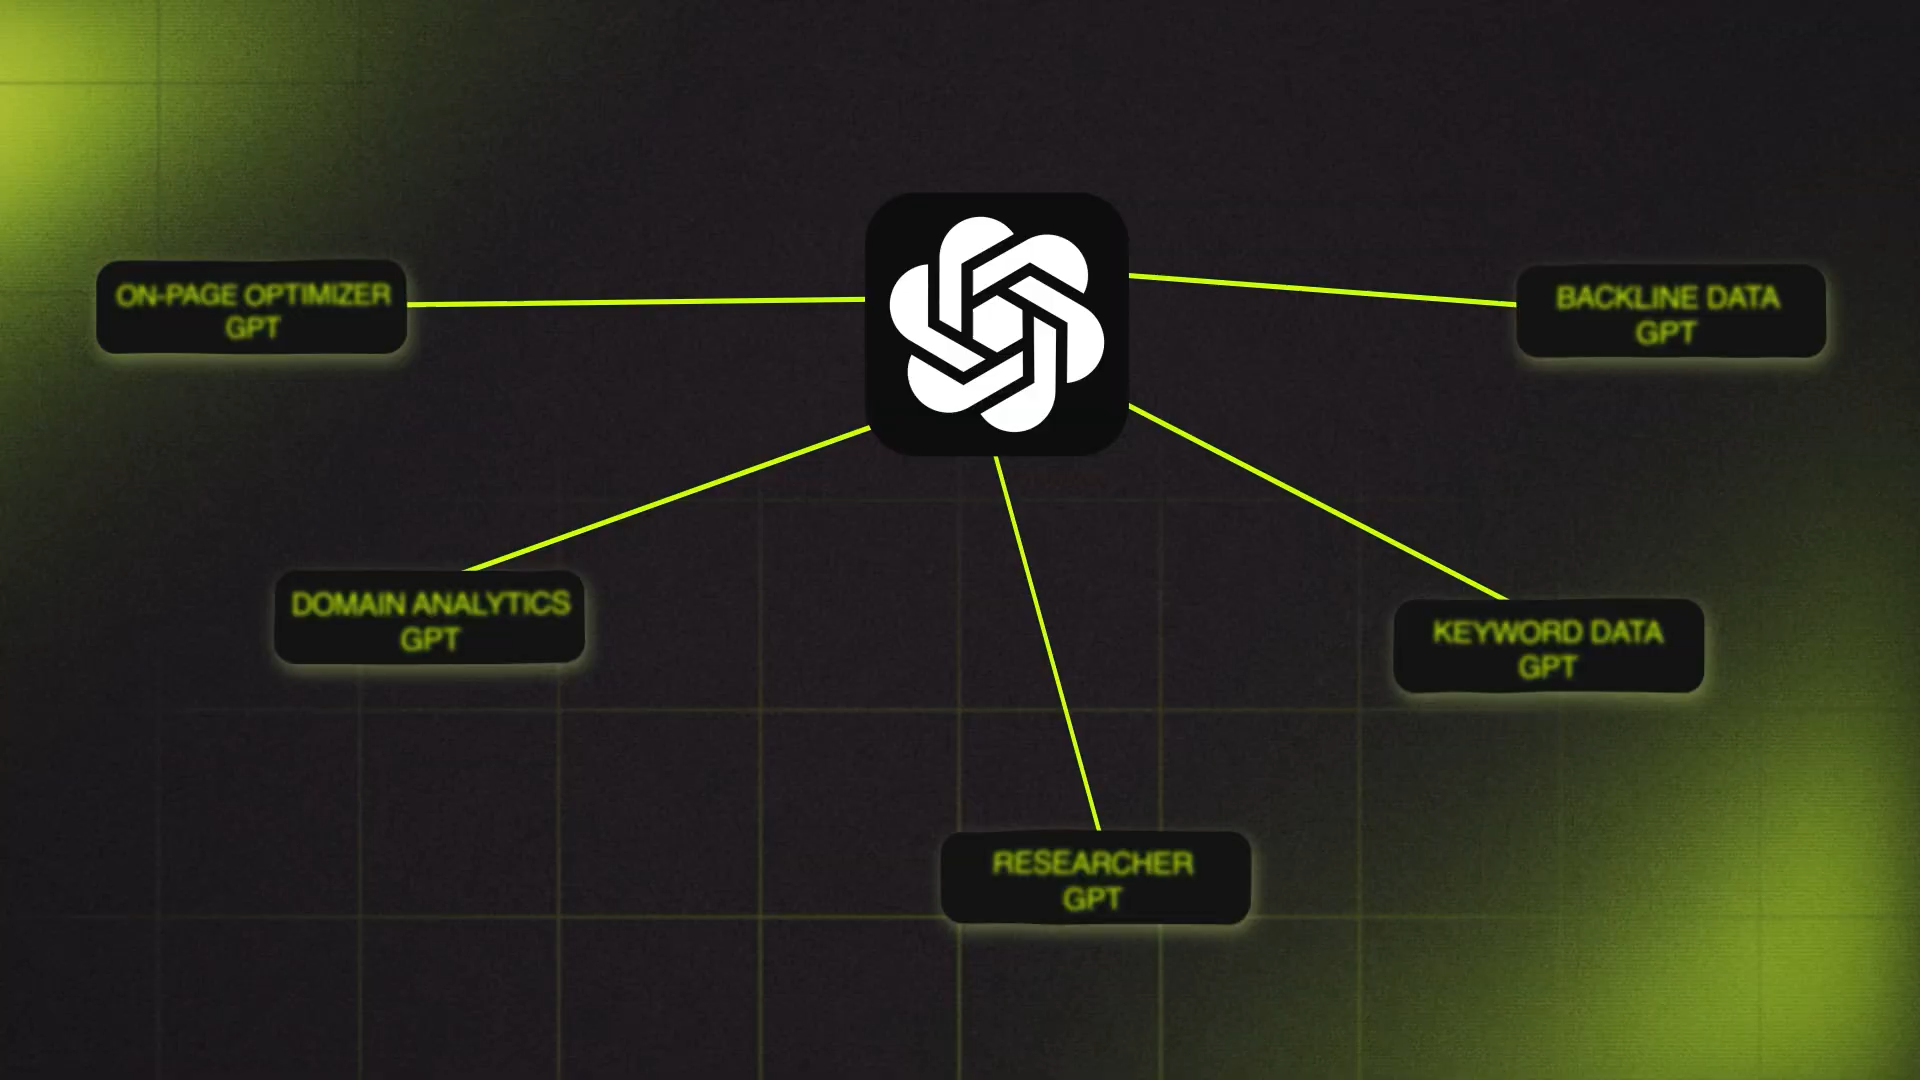 ON-PAGE OPTIMIZER
GPT
BACKLINE DATA
GPT
DOMAIN ANALYTICS
GPT
KEYWORD DATA
GPT
RESEARCHER
GPT